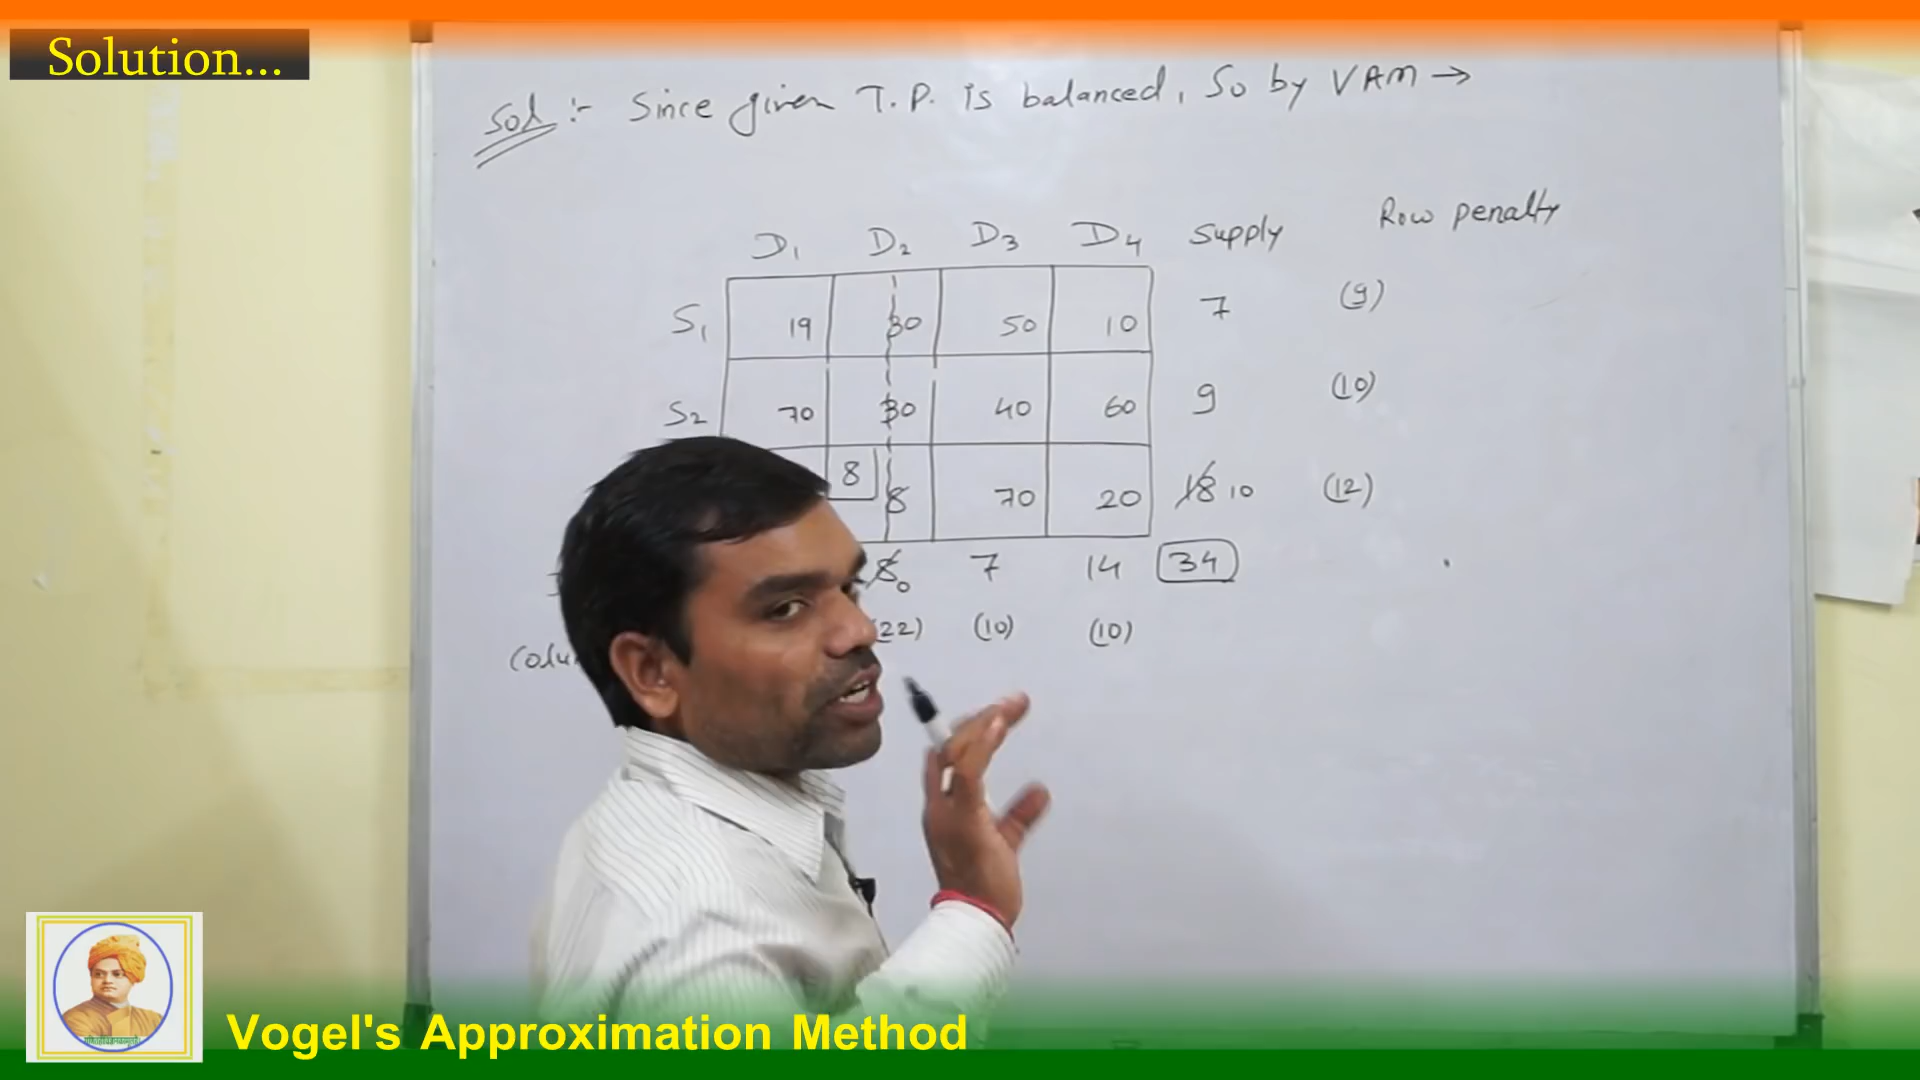 Solution...
Sol :- Since given T.P. is balanced, So by VAM →
D1 D2 D3 D4 Supply Row penalty
S1 19 30 50 10 7 (9)
S2 70 30 40 60 9 (10)
8 8 70 20 18 10 (12)
8 0 7 14 34
(22) (10) (10)
Vogel's Approximation Method